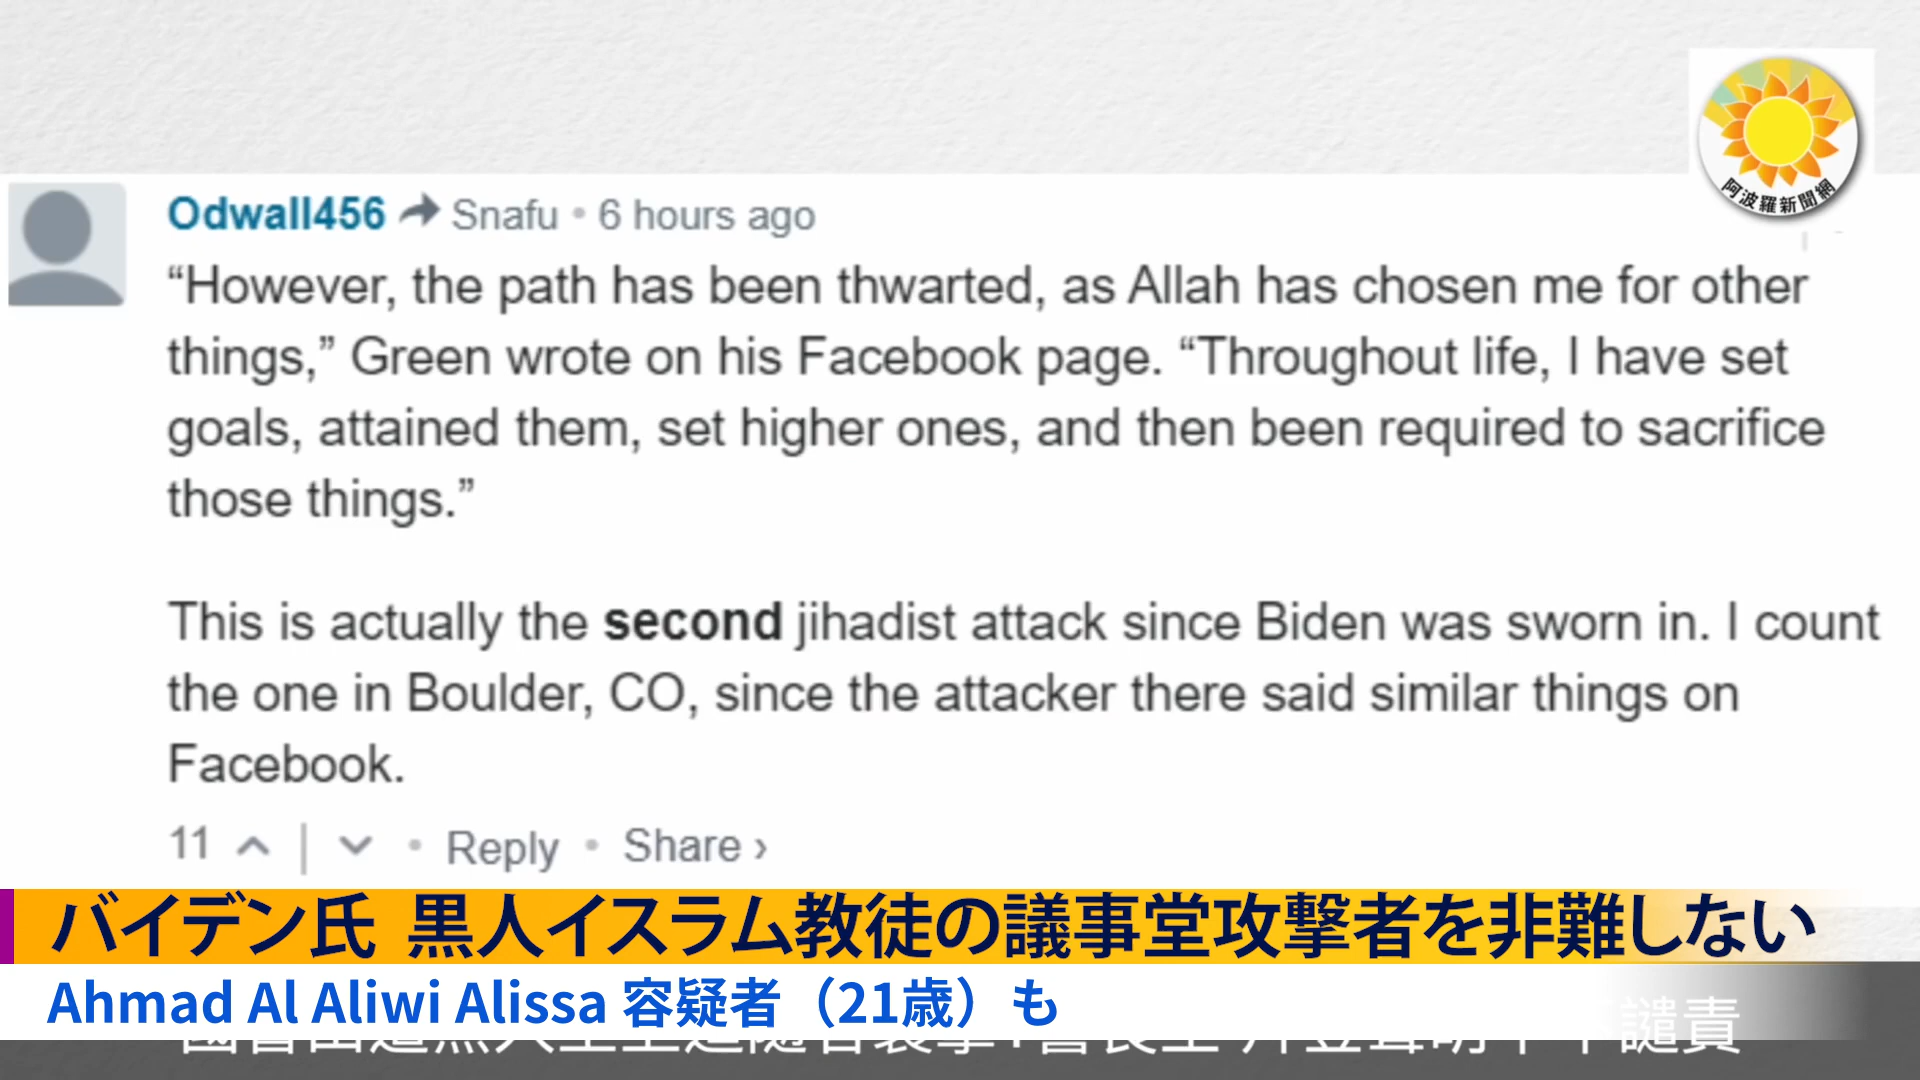 阿波羅新聞網
Odwall456 Snafu • 6 hours ago
“However, the path has been thwarted, as Allah has chosen me for other
things,” Green wrote on his Facebook page. “Throughout life, I have set
goals, attained them, set higher ones, and then been required to sacrifice
those things.”
This is actually the second jihadist attack since Biden was sworn in. I count
the one in Boulder, CO, since the attacker there said similar things on
Facebook.
11 • Reply • Share ›
バイデン氏 黒人イスラム教徒の議事堂攻撃者を非難しない
Ahmad Al Aliwi Alissa 容疑者（21歳）も
譴責